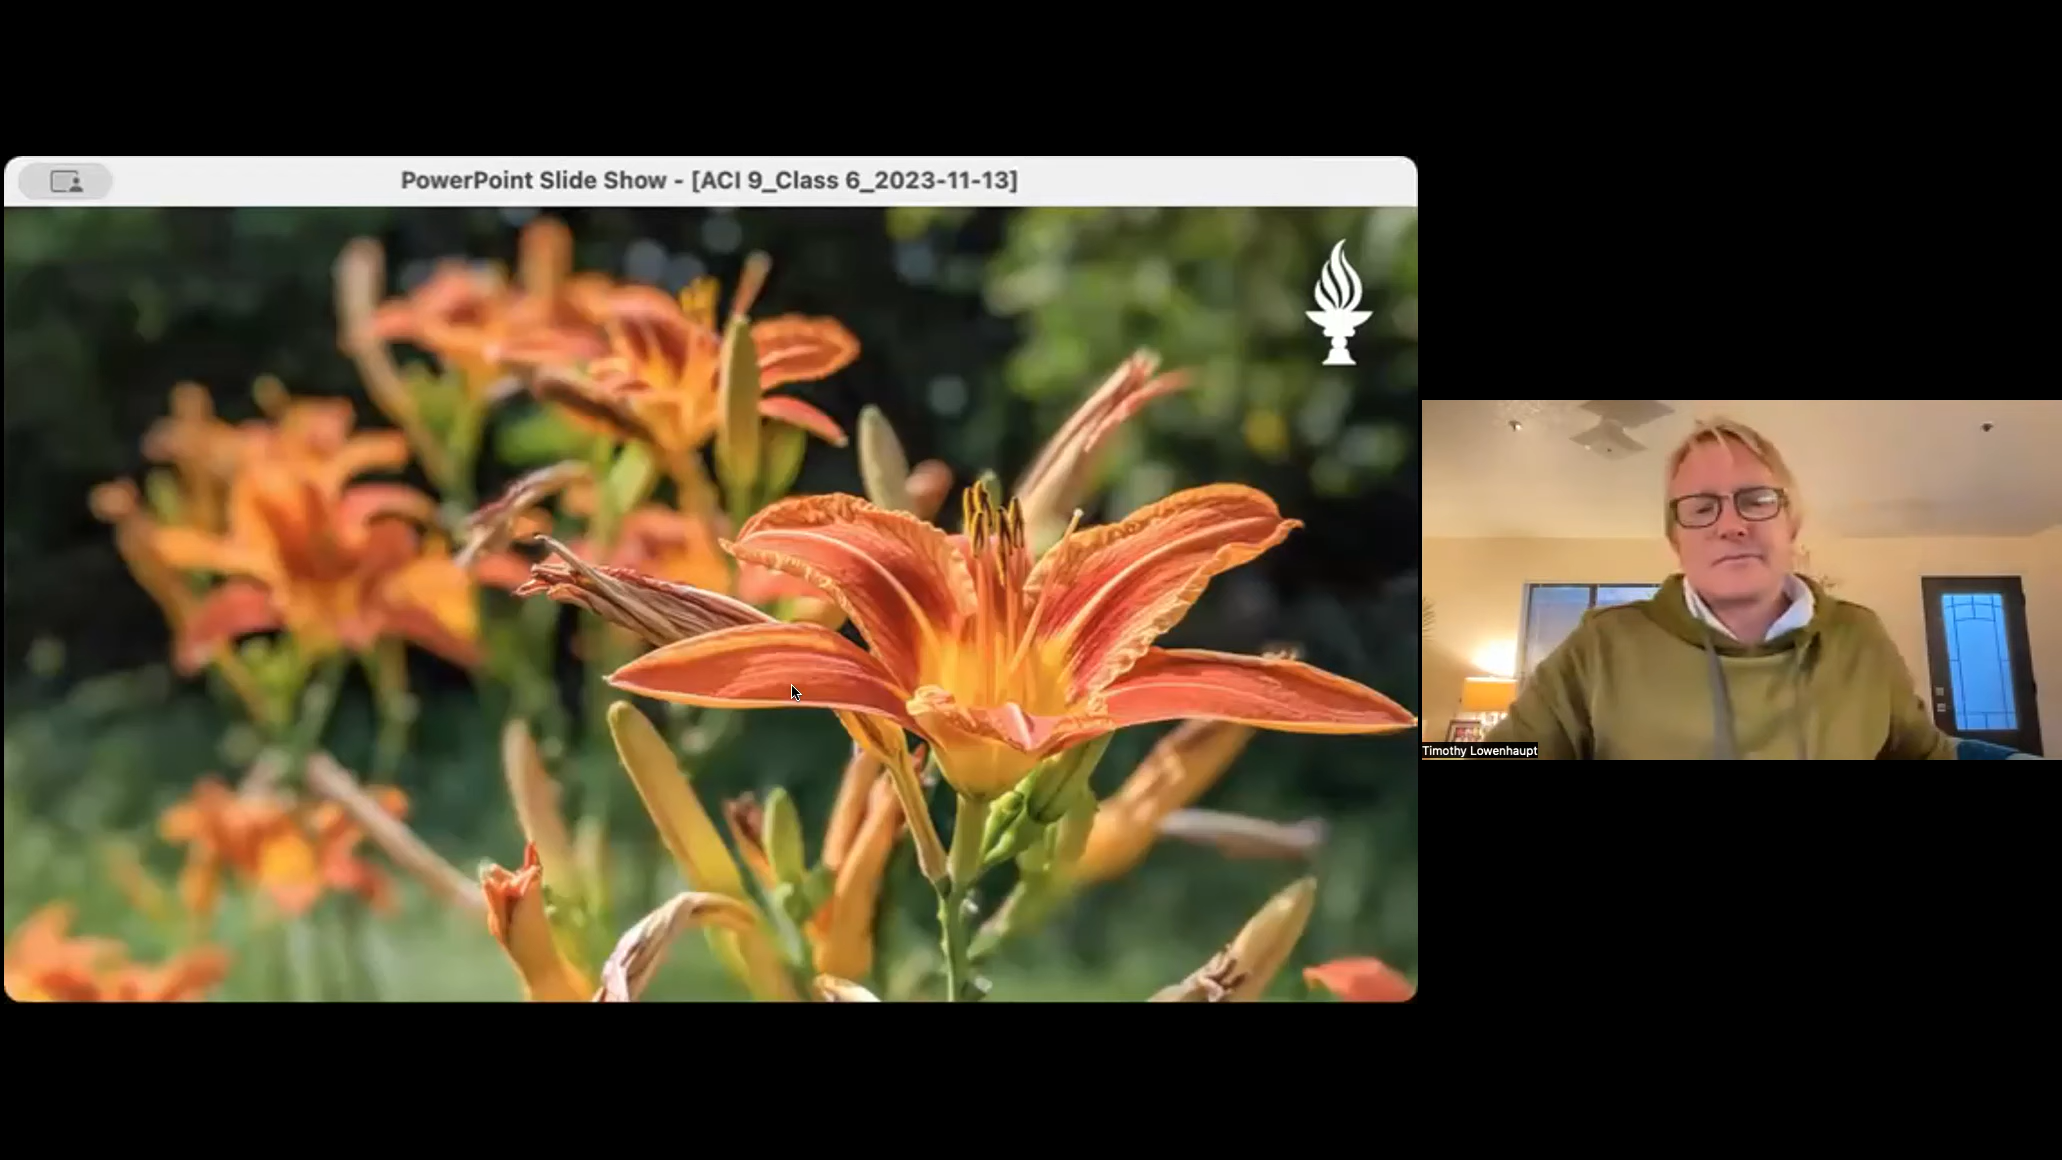 PowerPoint Slide Show - [ACI 9_Class 6_2023-11-13]
Timothy Lowenhaupt